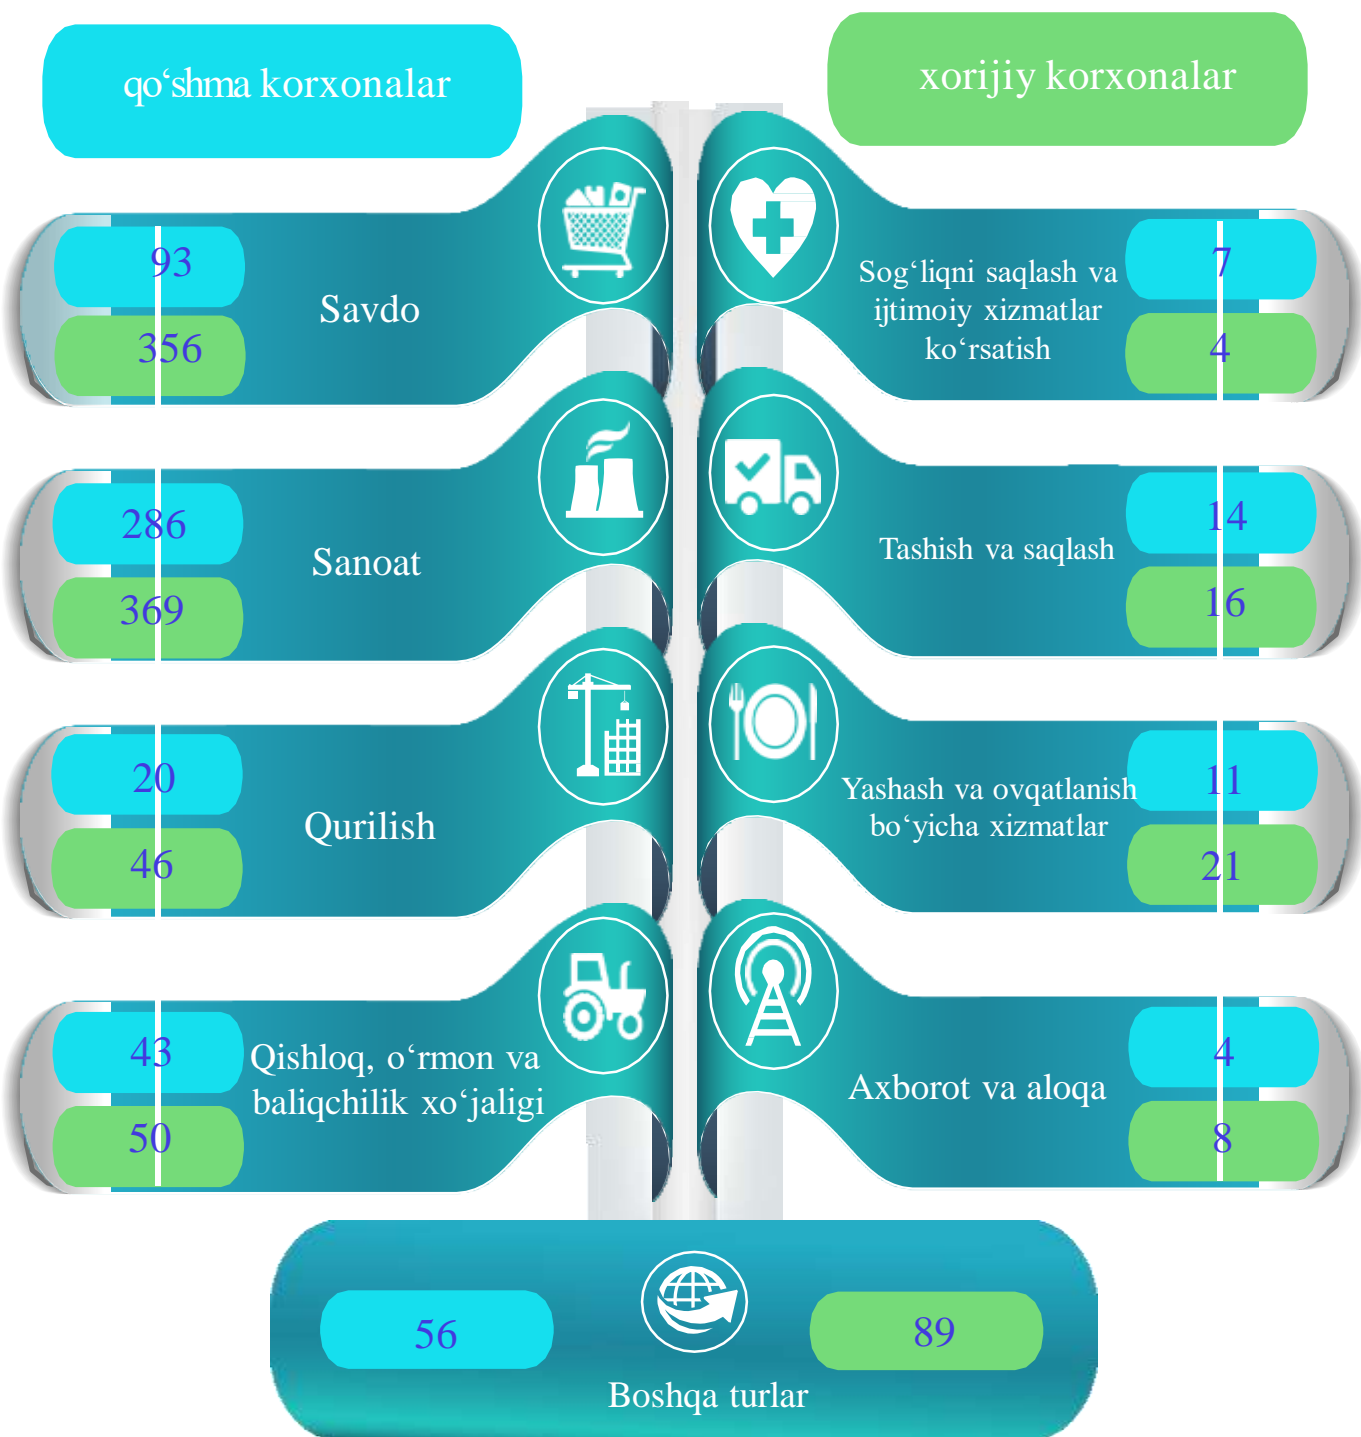 qo‘shma korxonalar
xorijiy korxonalar
93
356
Savdo
Sog‘liqni saqlash va
ijtimoiy xizmatlar
ko‘rsatish
7
4
286
369
Sanoat
Tashish va saqlash
14
16
20
46
Qurilish
Yashash va ovqatlanish
bo‘yicha xizmatlar
11
21
43
50
Qishloq, o‘rmon va
baliqchilik xo‘jaligi
Axborot va aloqa
4
8
56
89
Boshqa turlar